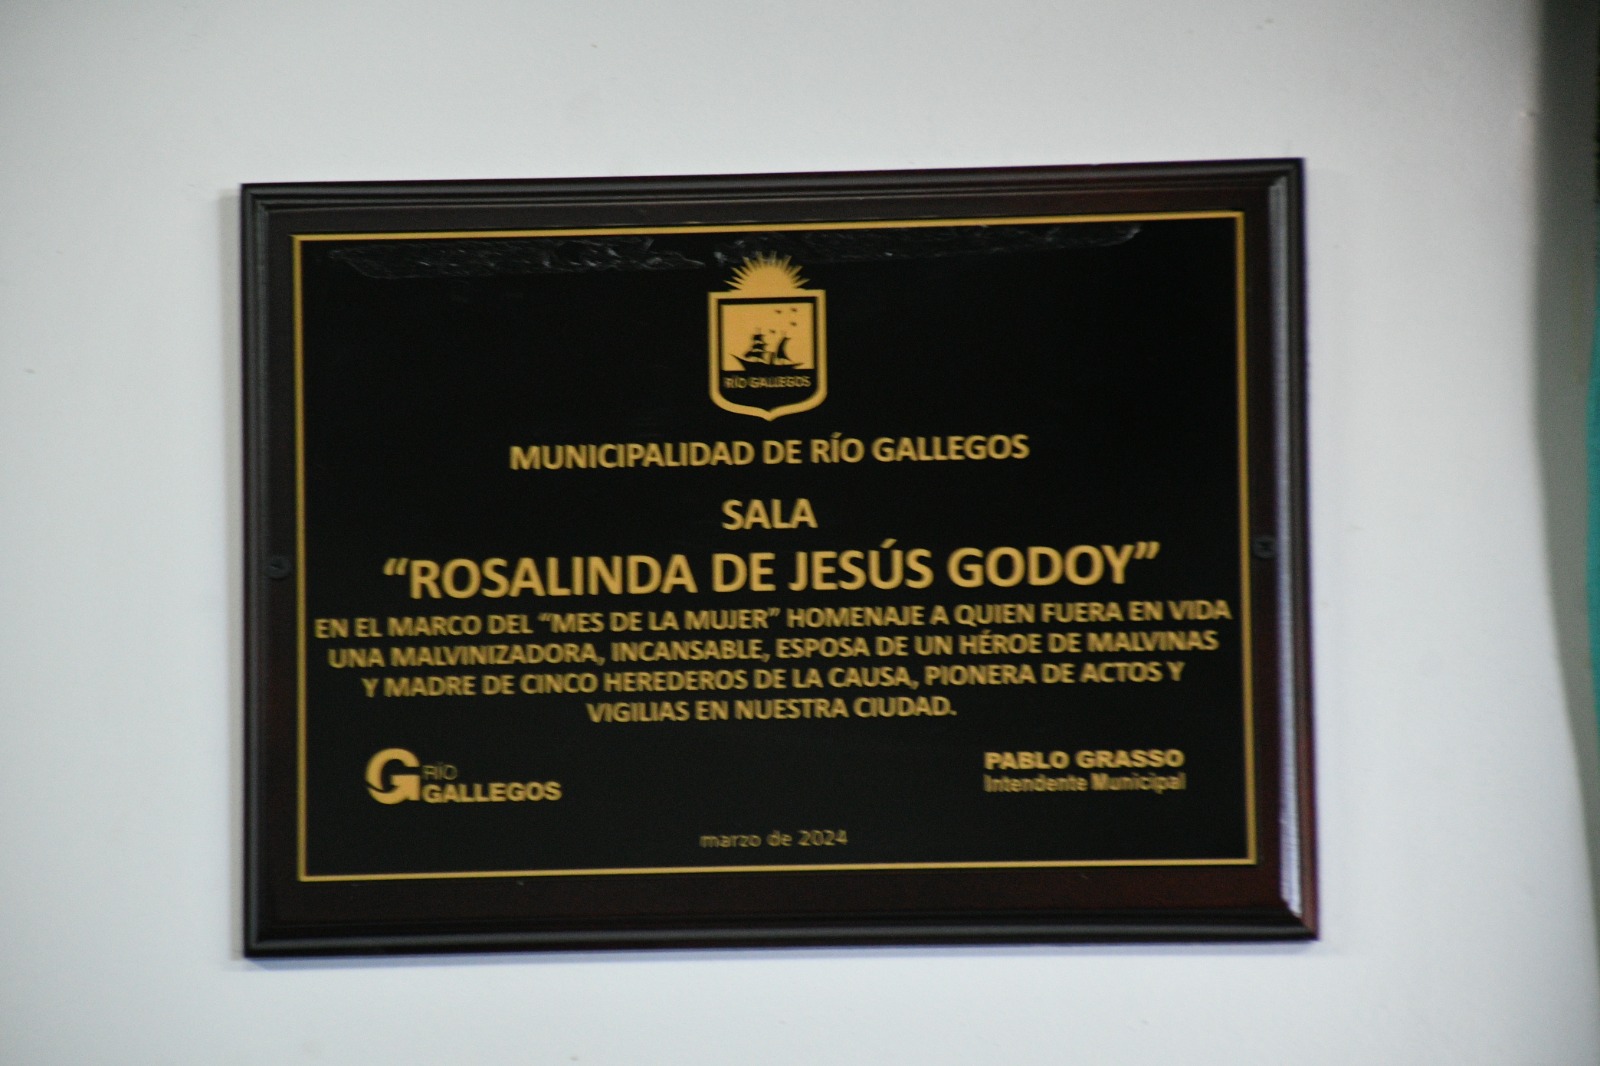 RÍO GALLEGOS
MUNICIPALIDAD DE RÍO GALLEGOS
SALA
“ROSALINDA DE JESÚS GODOY”
EN EL MARCO DEL “MES DE LA MUJER” HOMENAJE A QUIEN FUERA EN VIDA
UNA MALVINIZADORA, INCANSABLE, ESPOSA DE UN HÉROE DE MALVINAS
Y MADRE DE CINCO HEREDEROS DE LA CAUSA, PIONERA DE ACTOS Y
VIGILIAS EN NUESTRA CIUDAD.
G RÍO
GALLEGOS
PABLO GRASSO
Intendente Municipal
marzo de 2024